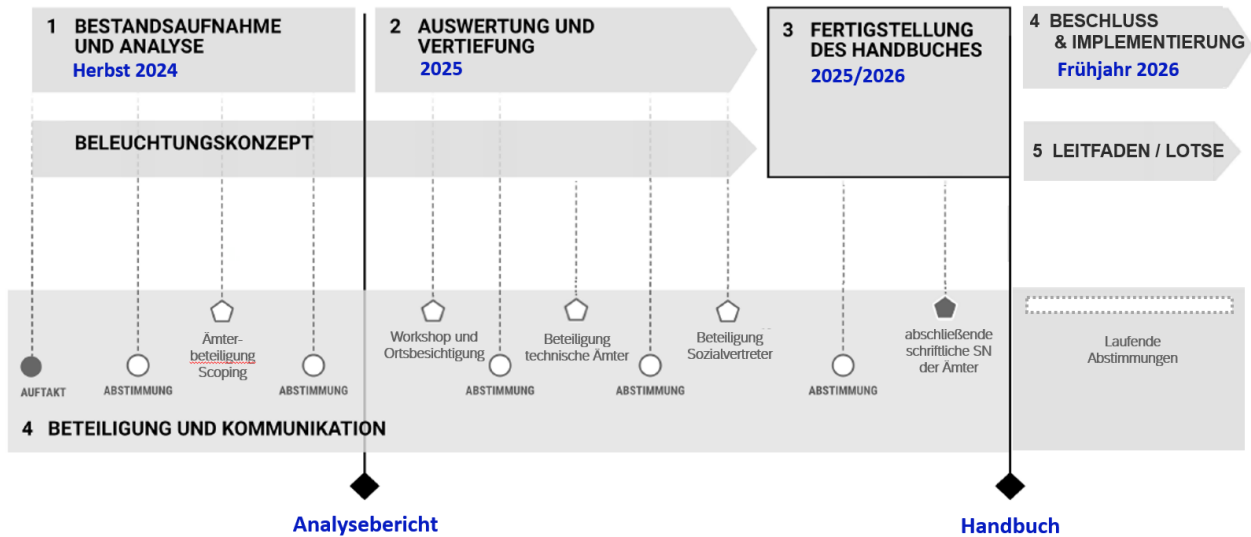 1 BESTANDSAUFNAHME
UND ANALYSE
Herbst 2024
2 AUSWERTUNG UND
VERTIEFUNG
2025
3 FERTIGSTELLUNG
DES HANDBUCHES
2025/2026
4 BESCHLUSS
& IMPLEMENTIERUNG
Frühjahr 2026
BELEUCHTUNGSKONZEPT
5 LEITFADEN / LOTSE
AUFTAKT
ABSTIMMUNG
Ämter-
beteiligung
Scoping
ABSTIMMUNG
Workshop und
Ortsbesichtigung
ABSTIMMUNG
Beteiligung
technische Ämter
ABSTIMMUNG
Beteiligung
Sozialvertreter
ABSTIMMUNG
abschließende
schriftliche SN
der Ämter
Laufende
Abstimmungen
4 BETEILIGUNG UND KOMMUNIKATION
Analysebericht
Handbuch